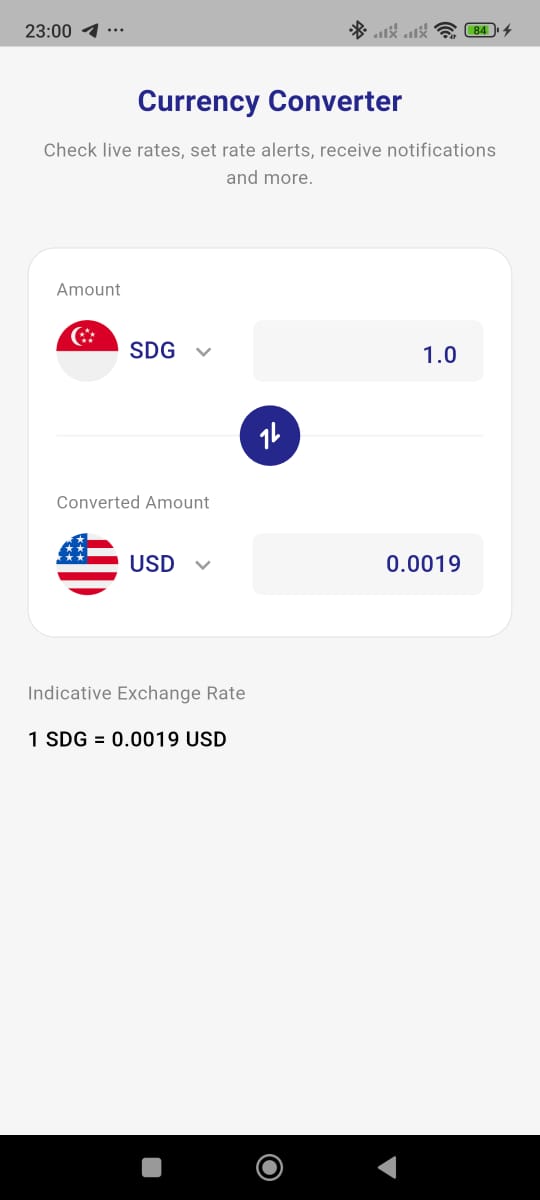 23:00
84
Currency Converter
Check live rates, set rate alerts, receive notifications
and more.
Amount
SDG
1.0
Converted Amount
USD
0.0019
Indicative Exchange Rate
1 SDG = 0.0019 USD